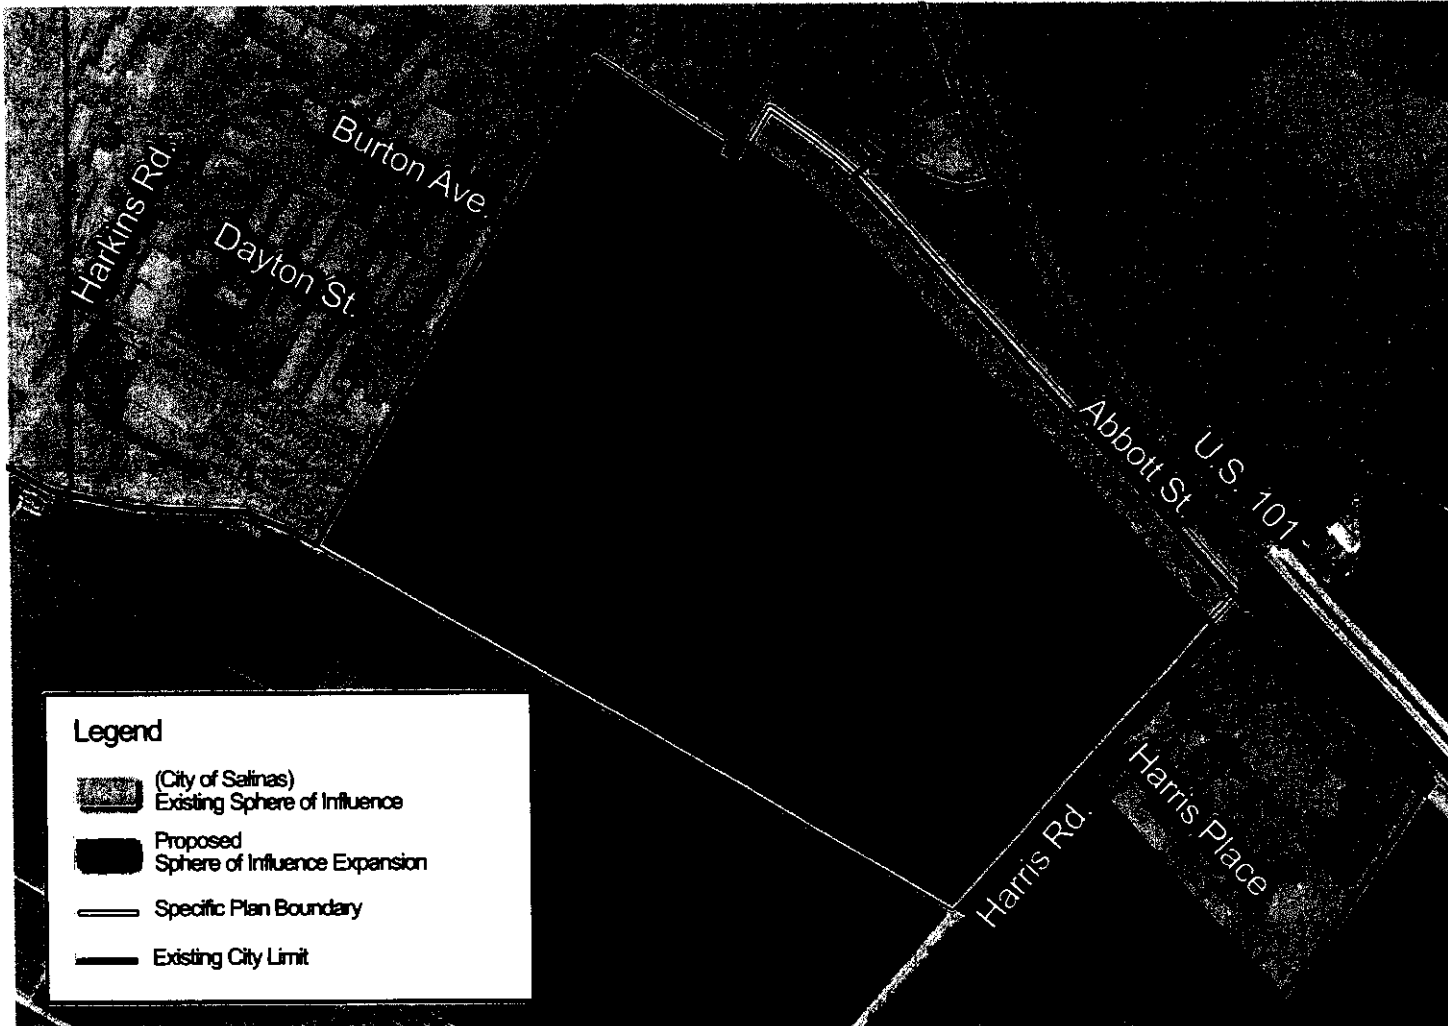 Burton Ave.
Harkins Rd.
Dayton St.
Abbott St.
U.S. 101
Harris Place
Harris Rd.
Legend
(City of Salinas)
Existing Sphere of Influence
Proposed
Sphere of Influence Expansion
Specific Plan Boundary
Existing City Limit